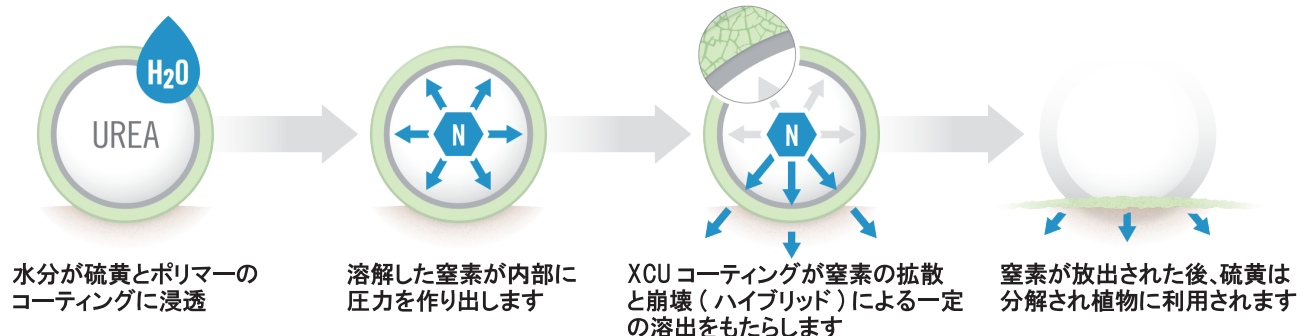 H2O
UREA
N
N
水分が硫黄とポリマーの
コーティングに浸透
溶解した窒素が内部に
圧力を作り出します
XCU コーティングが窒素の拡散
と崩壊 ( ハイブリッド ) による一定
の溶出をもたらします
窒素が放出された後、硫黄は
分解され植物に利用されます